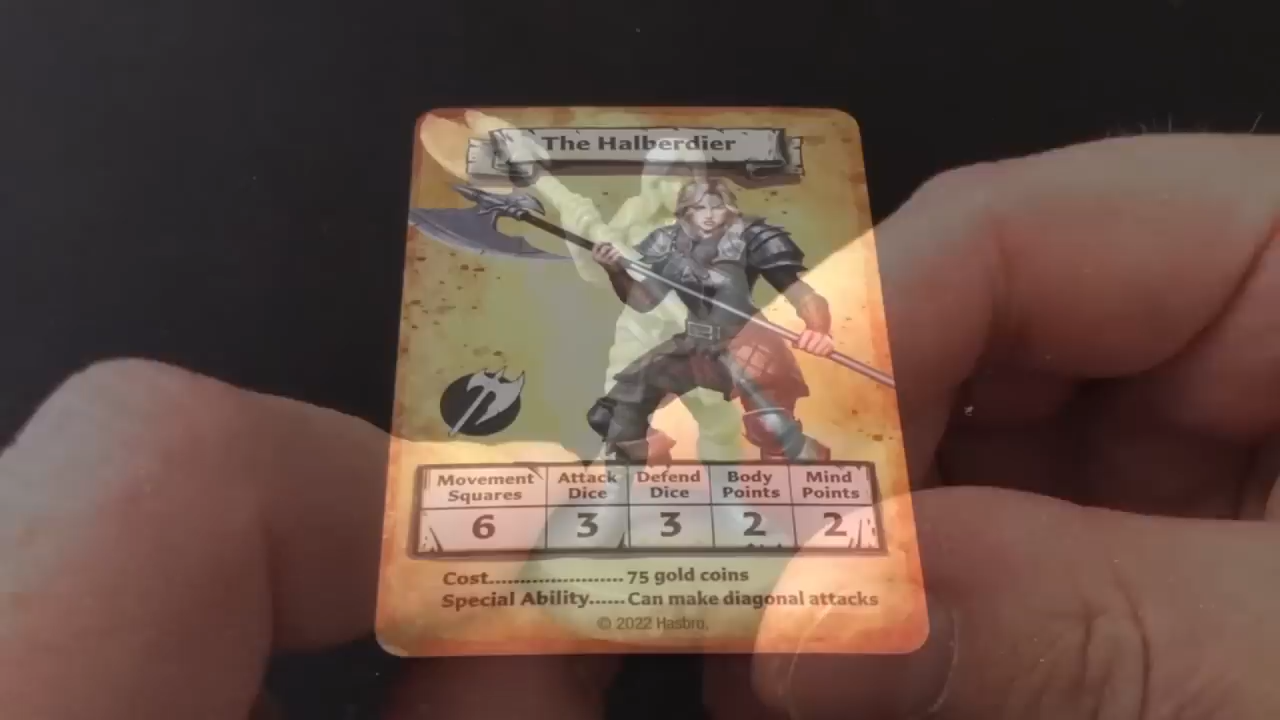 The Halberdier
Movement Squares Attack Dice Defend Dice Body Points Mind Points
6 3 3 2 2
Cost...................... 75 gold coins
Special Ability...... Can make diagonal attacks
© 2022 Hasbro.